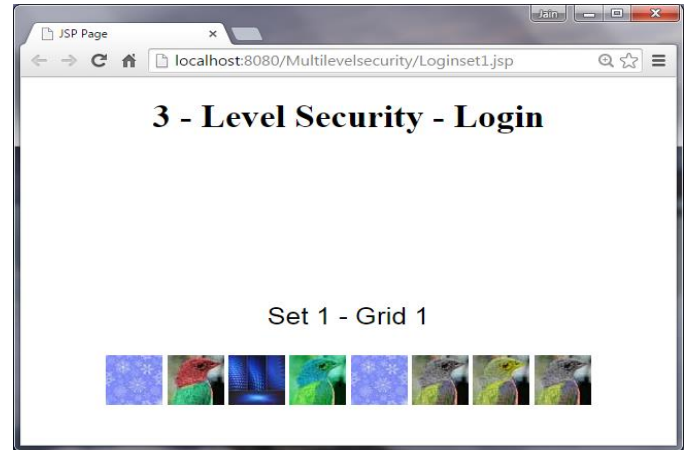 Jain
JSP Page
localhost:8080/Multilevelsecurity/Loginset1.jsp
3 - Level Security - Login
Set 1 - Grid 1